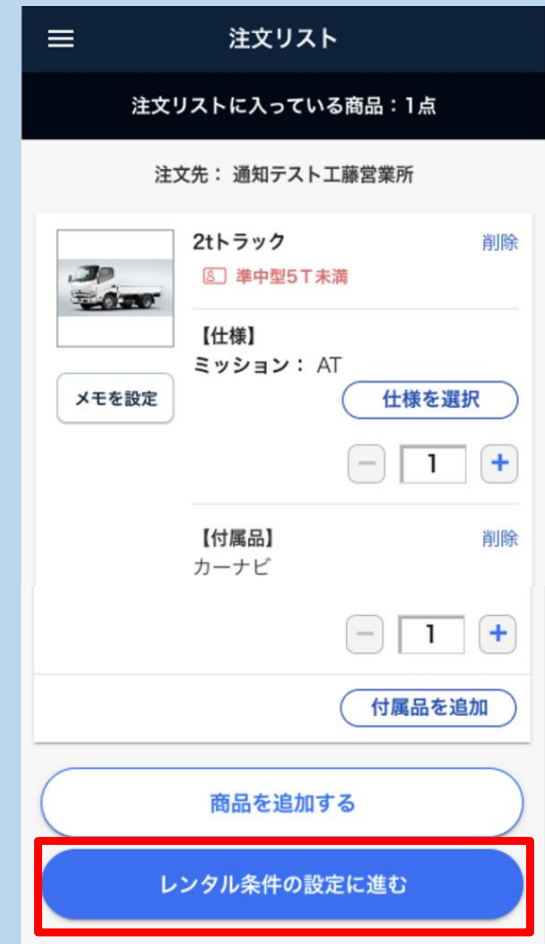 注文リスト
注文リストに入っている商品：1点
注文先： 通知テスト工藤営業所
2tトラック 削除
準中型5T未満
【仕様】
ミッション： AT
メモを設定
仕様を選択
− 1 +
【付属品】 削除
カーナビ
− 1 +
付属品を追加
商品を追加する
レンタル条件の設定に進む